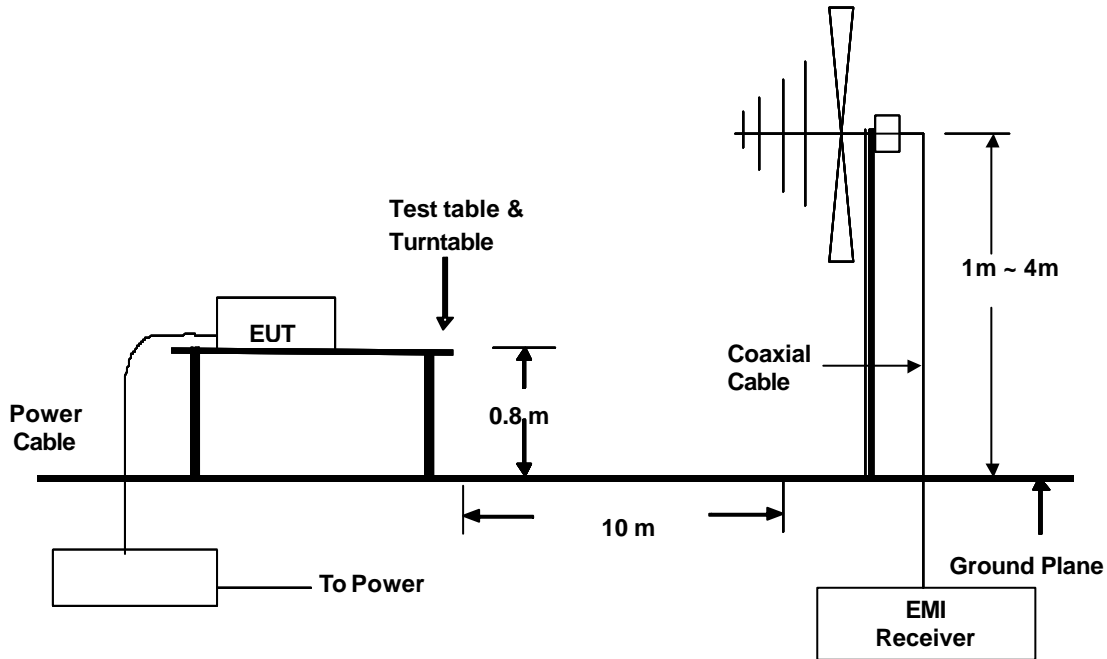 Test table &
Turntable
EUT
1m ~ 4m
Coaxial
Cable
0.8 m
Power
Cable
10 m
To Power
Ground Plane
EMI
Receiver